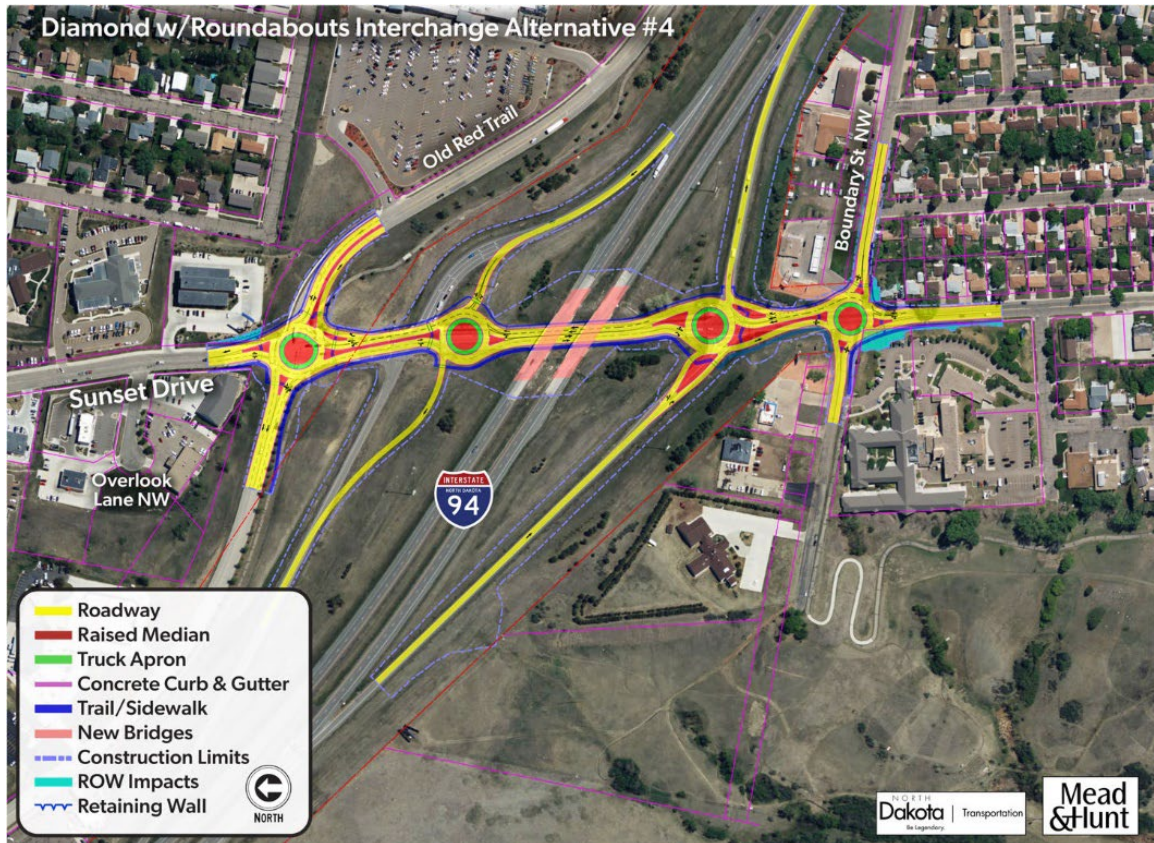 Diamond w/Roundabouts Interchange Alternative #4
Old Red Trail
Boundary St NW
Sunset Drive
Overlook
Lane NW
INTERSTATE
NORTH DAKOTA
94
Roadway
Raised Median
Truck Apron
Concrete Curb & Gutter
Trail/Sidewalk
New Bridges
Construction Limits
ROW Impacts
Retaining Wall
NORTH
NORTH
Dakota | Transportation
Be Legendary.
Mead
&Hunt